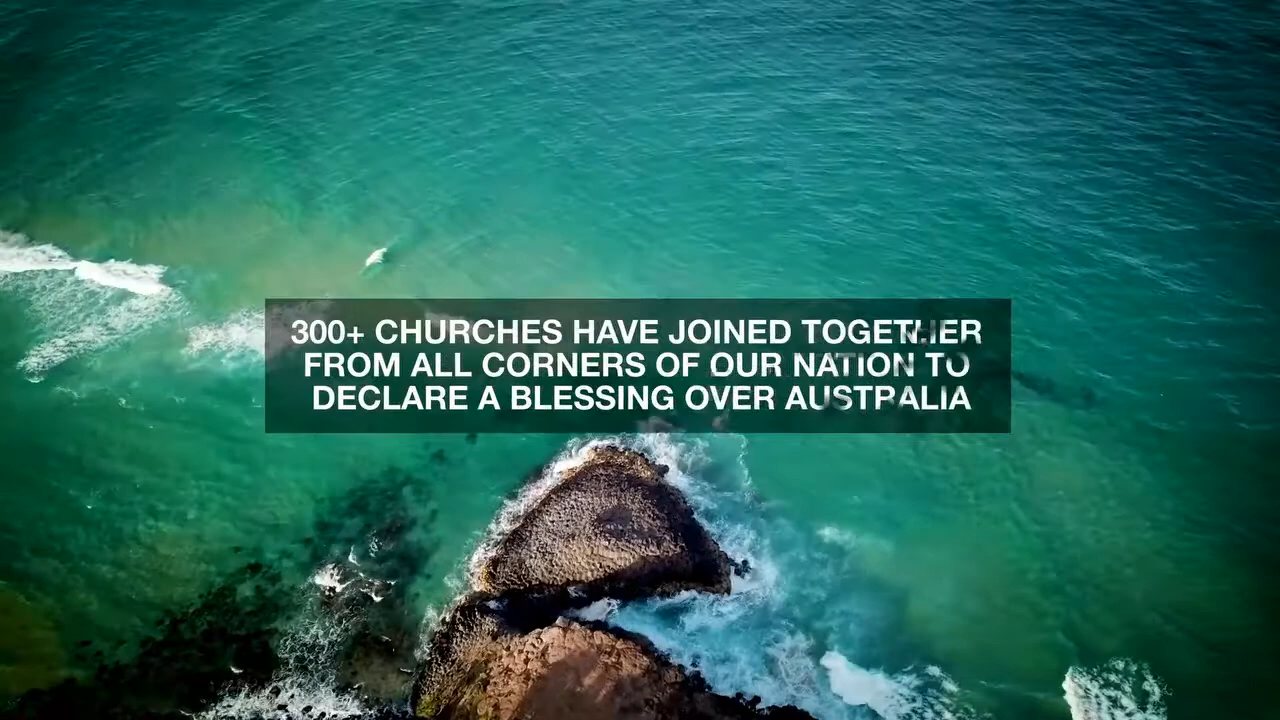 300+ CHURCHES HAVE JOINED TOGETHER
FROM ALL CORNERS OF OUR NATION TO
DECLARE A BLESSING OVER AUSTRALIA